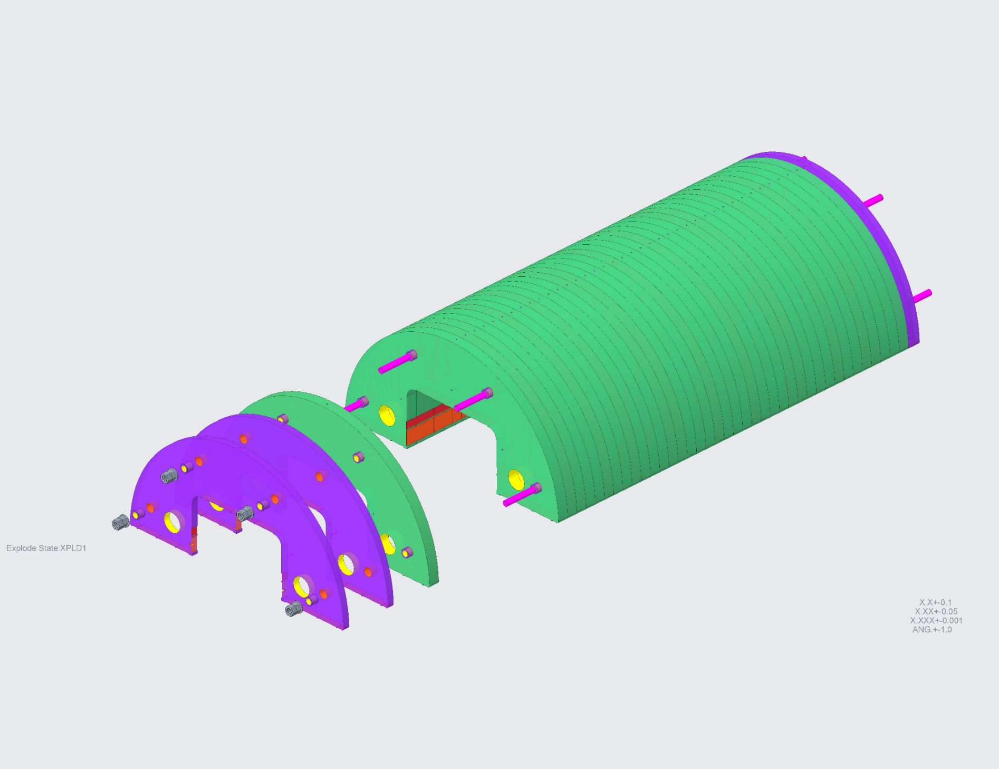 Explode State:XPLD1
X.X+-0.1
X.XX+-0.05
X.XXX+-0.001
ANG.+-1.0